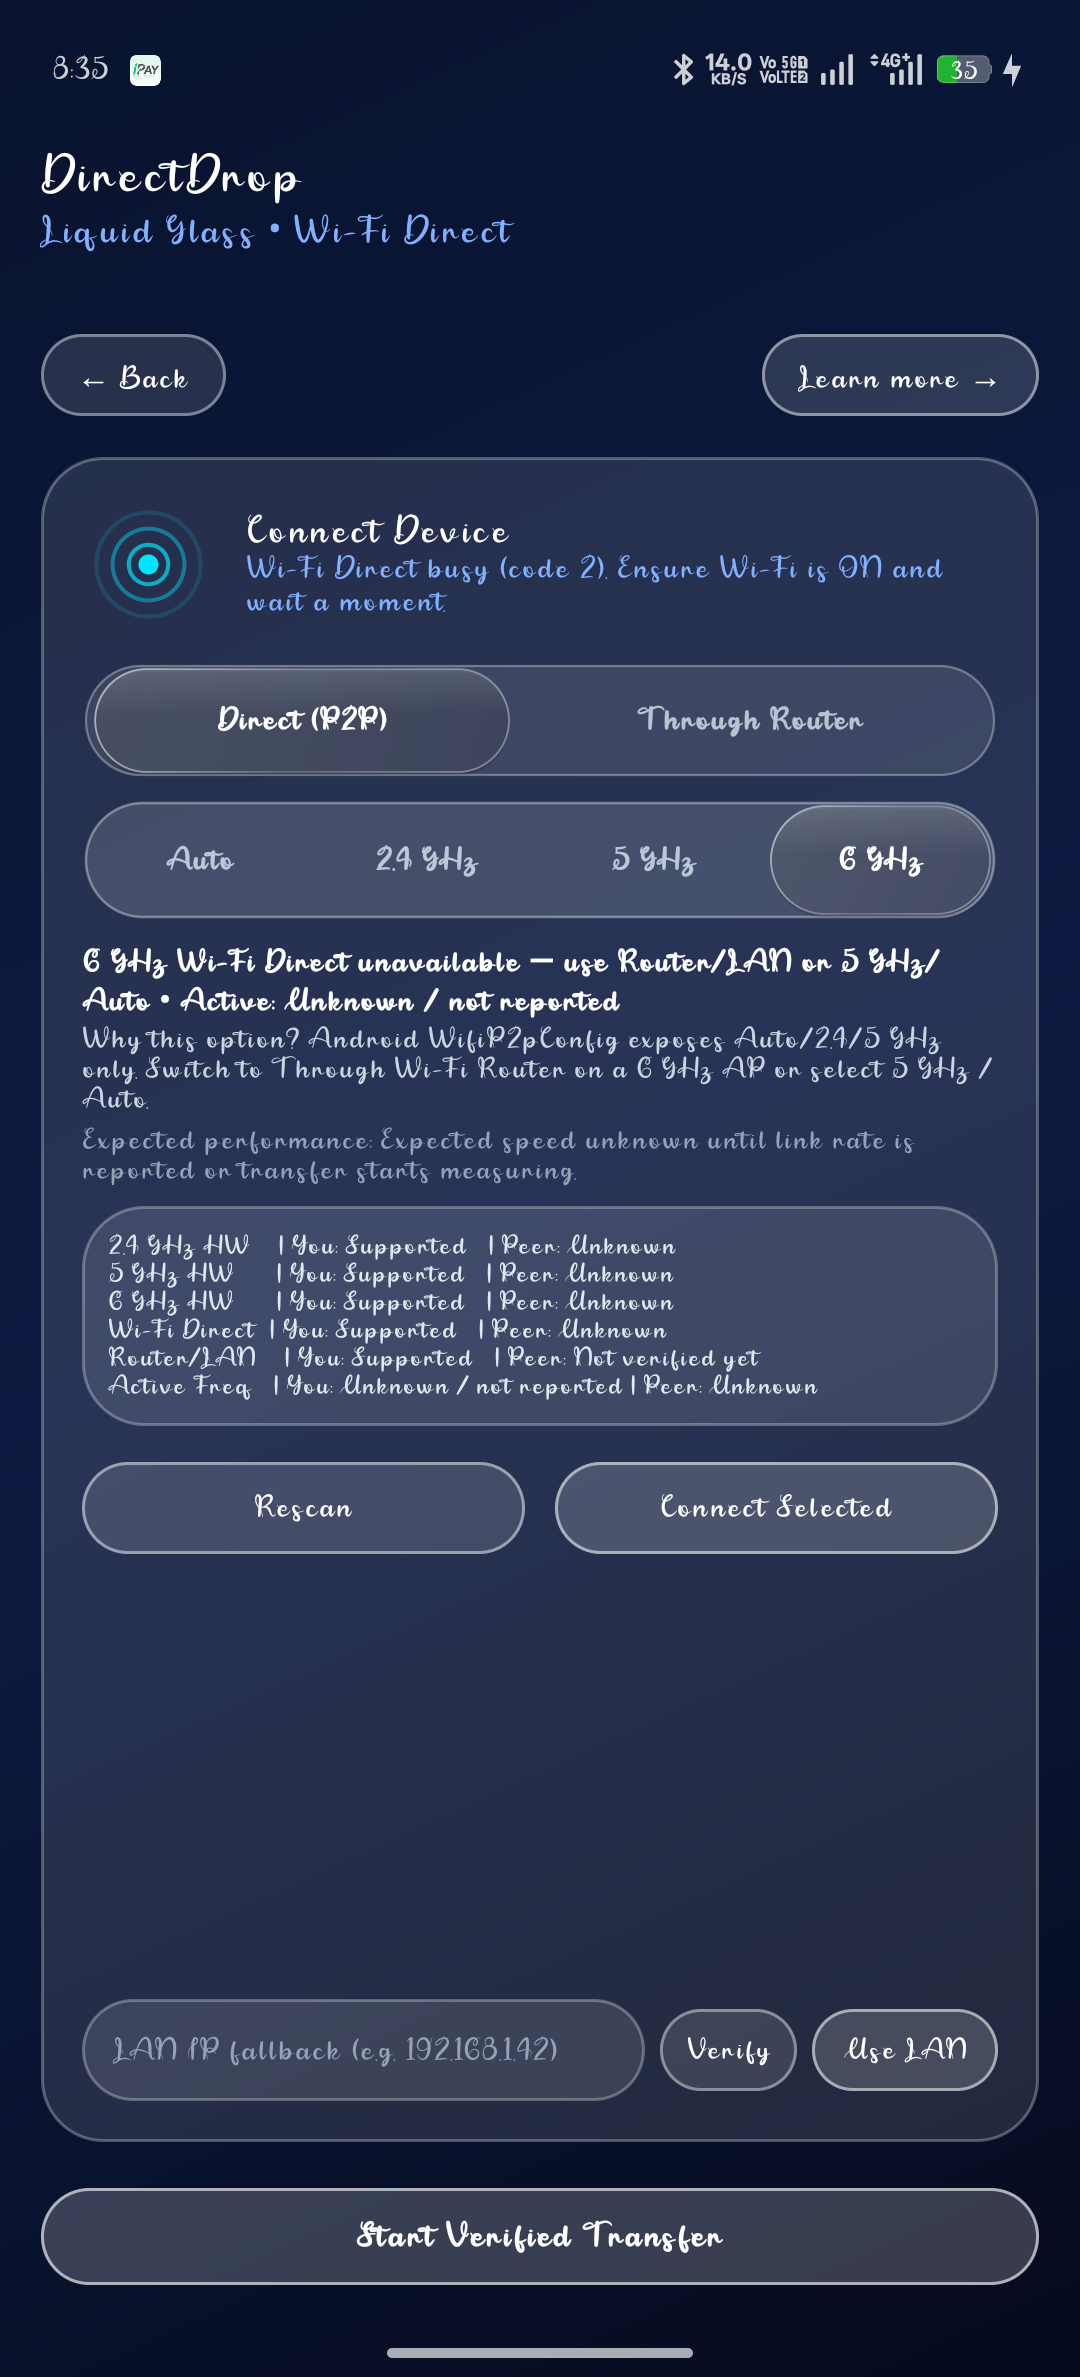 8:35
iPAY
14.0 KB/S
Vo 5G 1
VoLTE 2
4G+
35
DirectDrop
Liquid Glass • Wi-Fi Direct
← Back
Learn more →
Connect Device
Wi-Fi Direct busy (code 2). Ensure Wi-Fi is ON and
wait a moment.
Direct (P2P)
Through Router
Auto
2.4 GHz
5 GHz
6 GHz
6 GHz Wi-Fi Direct unavailable — use Router/LAN or 5 GHz/
Auto • Active: Unknown / not reported
Why this option? Android WifiP2pConfig exposes Auto/2.4/5 GHz
only. Switch to Through Wi-Fi Router on a 6 GHz AP or select 5 GHz /
Auto.
Expected performance: Expected speed unknown until link rate is
reported or transfer starts measuring.
2.4 GHz HW | You: Supported | Peer: Unknown
5 GHz HW | You: Supported | Peer: Unknown
6 GHz HW | You: Supported | Peer: Unknown
Wi-Fi Direct | You: Supported | Peer: Unknown
Router/LAN | You: Supported | Peer: Not verified yet
Active Freq | You: Unknown / not reported | Peer: Unknown
Rescan
Connect Selected
LAN IP fallback (e.g. 192.168.1.42)
Verify
Use LAN
Start Verified Transfer